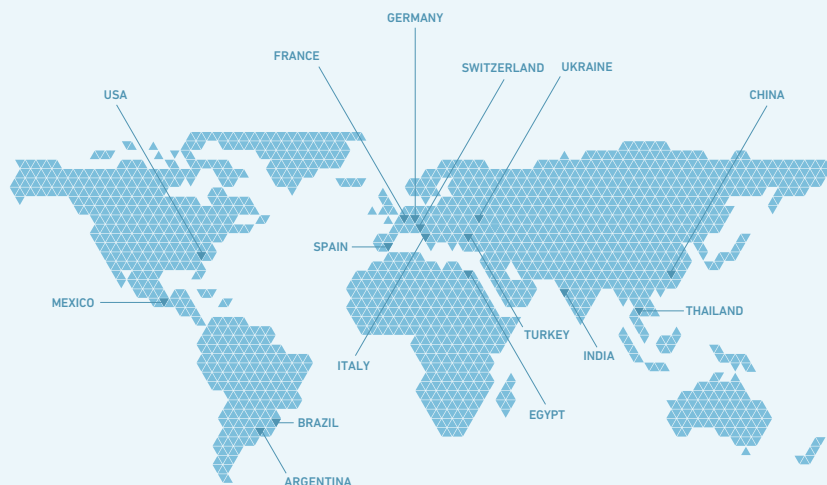 GERMANY
FRANCE
SWITZERLAND
UKRAINE
USA
CHINA
SPAIN
MEXICO
THAILAND
TURKEY
INDIA
ITALY
EGYPT
BRAZIL
ARGENTINA